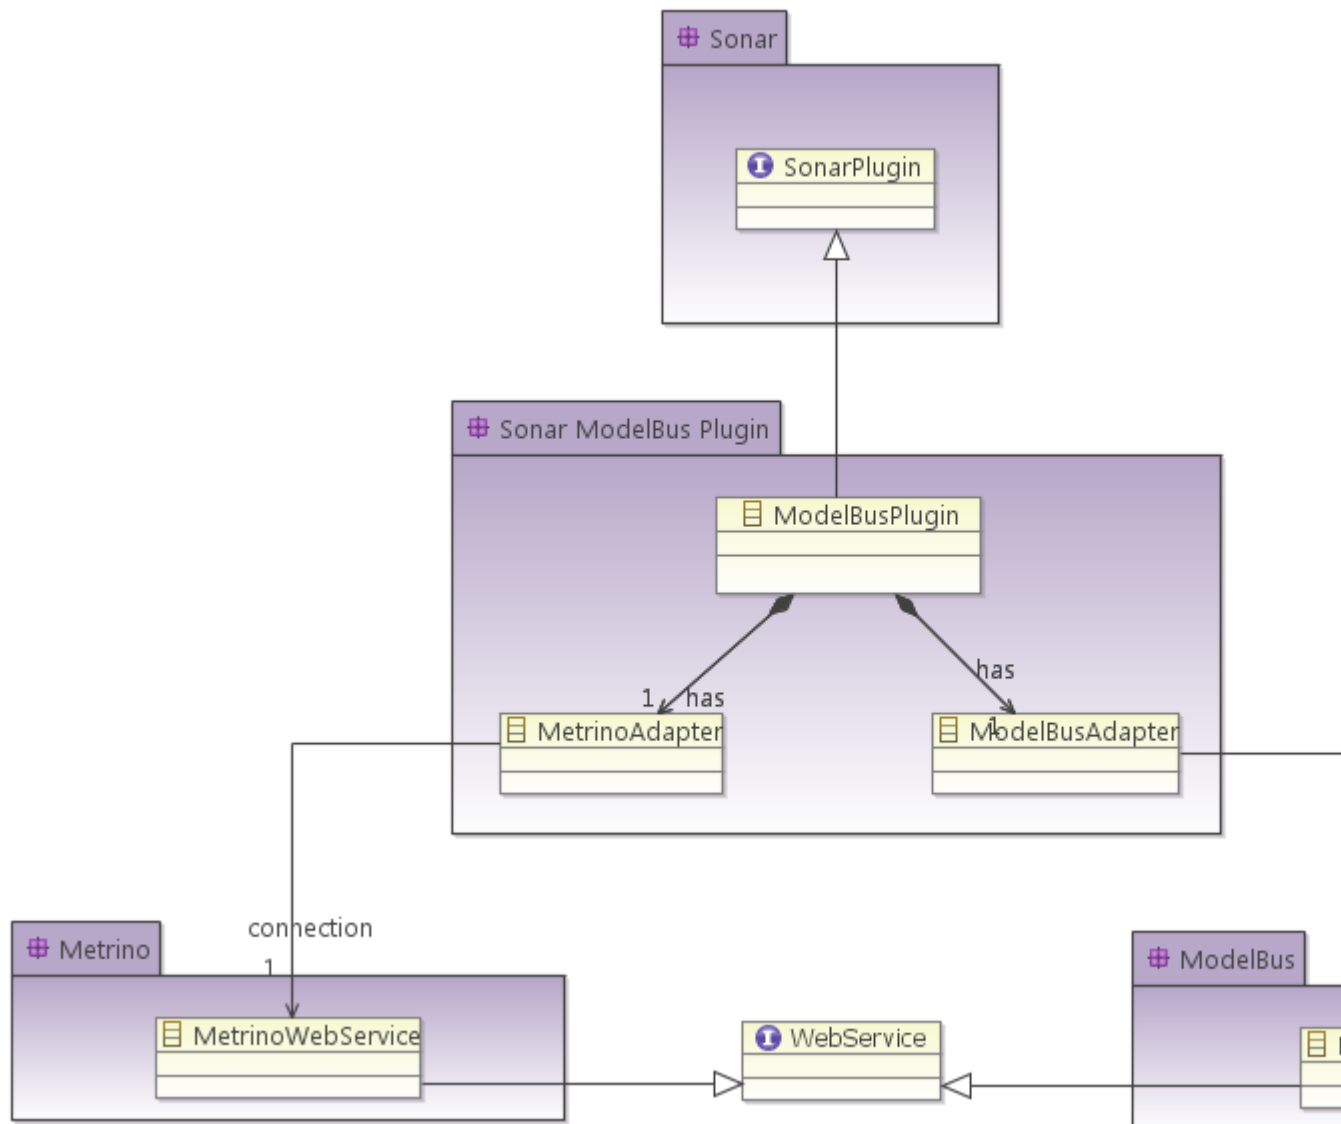 Sonar
SonarPlugin
Sonar ModelBus Plugin
ModelBusPlugin
has
1 has
MetrinoAdapter
1
ModelBusAdapter
connection
1
Metrino
ModelBus
MetrinoWebService
WebService